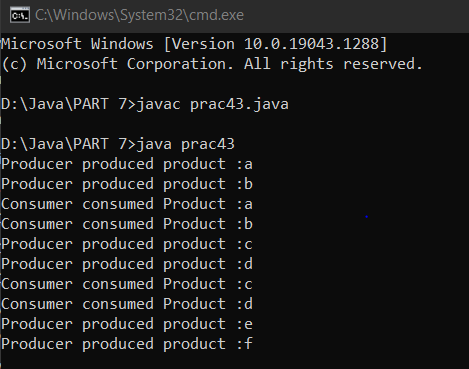 C:\Windows\System32\cmd.exe
Microsoft Windows [Version 10.0.19043.1288]
(c) Microsoft Corporation. All rights reserved.
D:\Java\PART 7>javac prac43.java
D:\Java\PART 7>java prac43
Producer produced product :a
Producer produced product :b
Consumer consumed Product :a
Consumer consumed Product :b
Producer produced product :c
Producer produced product :d
Consumer consumed Product :c
Consumer consumed Product :d
Producer produced product :e
Producer produced product :f